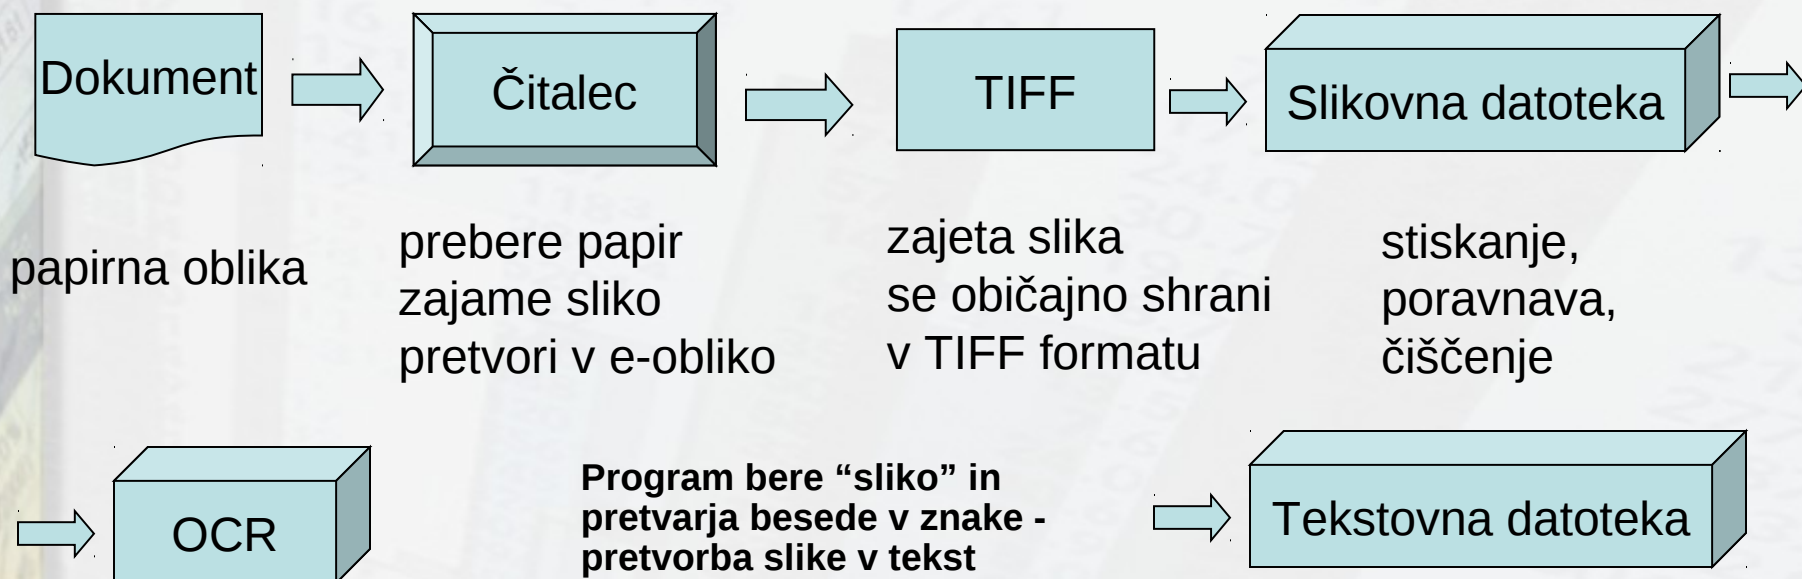 Dokument
Čitalec
TIFF
Slikovna datoteka
papirna oblika
prebere papir
zajame sliko
pretvori v e-obliko
zajeta slika
se običajno shrani
v TIFF formatu
stiskanje,
poravnava,
čiščenje
OCR
Program bere “sliko” in
pretvarja besede v znake -
pretvorba slike v tekst
Tekstovna datoteka